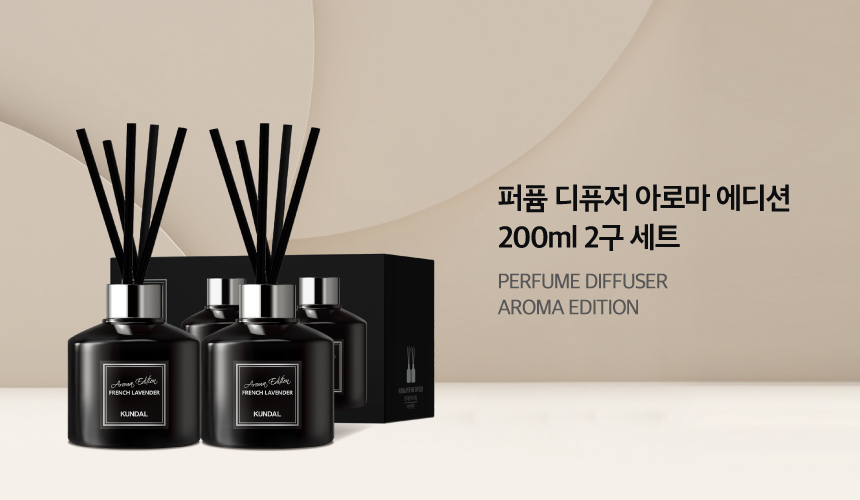 퍼퓸 디퓨저 아로마 에디션
200ml 2구 세트
PERFUME DIFFUSER
AROMA EDITION
Aroma Edition
FRENCH LAVENDER
KUNDAL
Aroma Edition
FRENCH LAVENDER
KUNDAL